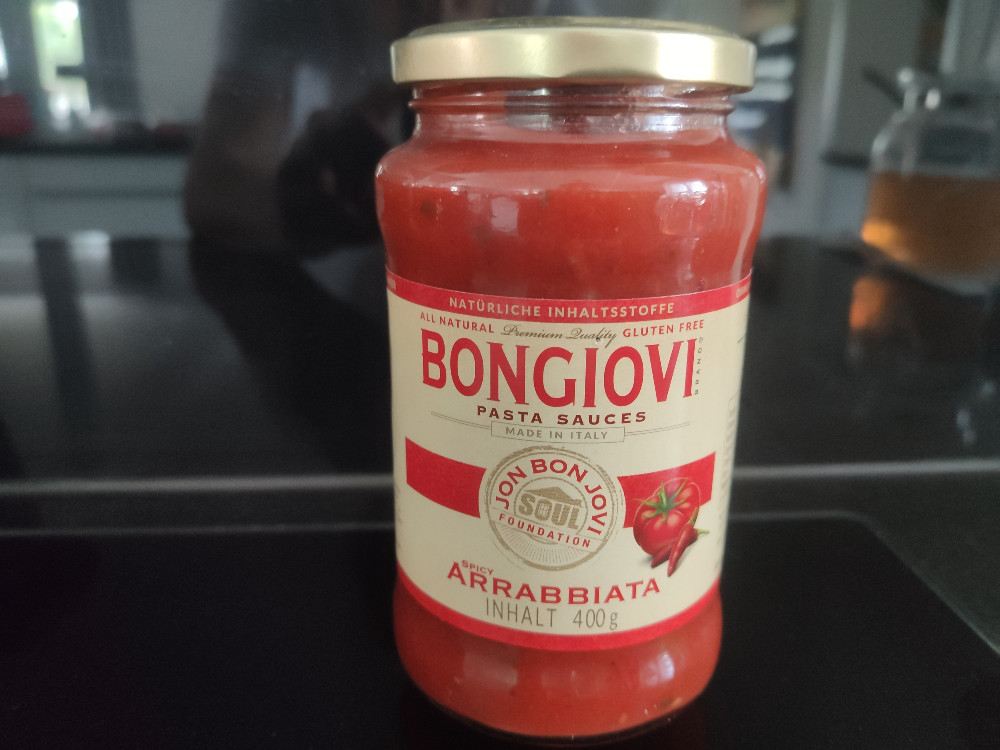 NATÜRLICHE INHALTSSTOFFE
ALL NATURAL Premium Quality GLUTEN FREE
BONGIOVI
BRAND
PASTA SAUCES
MADE IN ITALY
JON BON JOVI
SOUL
FOUNDATION
SPICY
ARRABBIATA
INHALT 400g